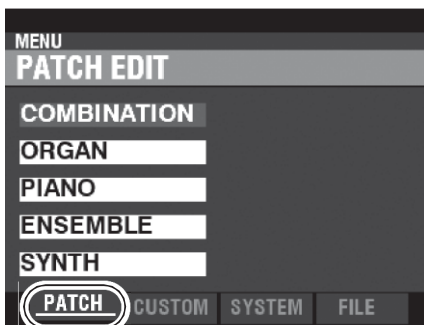 MENU
PATCH EDIT
COMBINATION
ORGAN
PIANO
ENSEMBLE
SYNTH
PATCH CUSTOM SYSTEM FILE